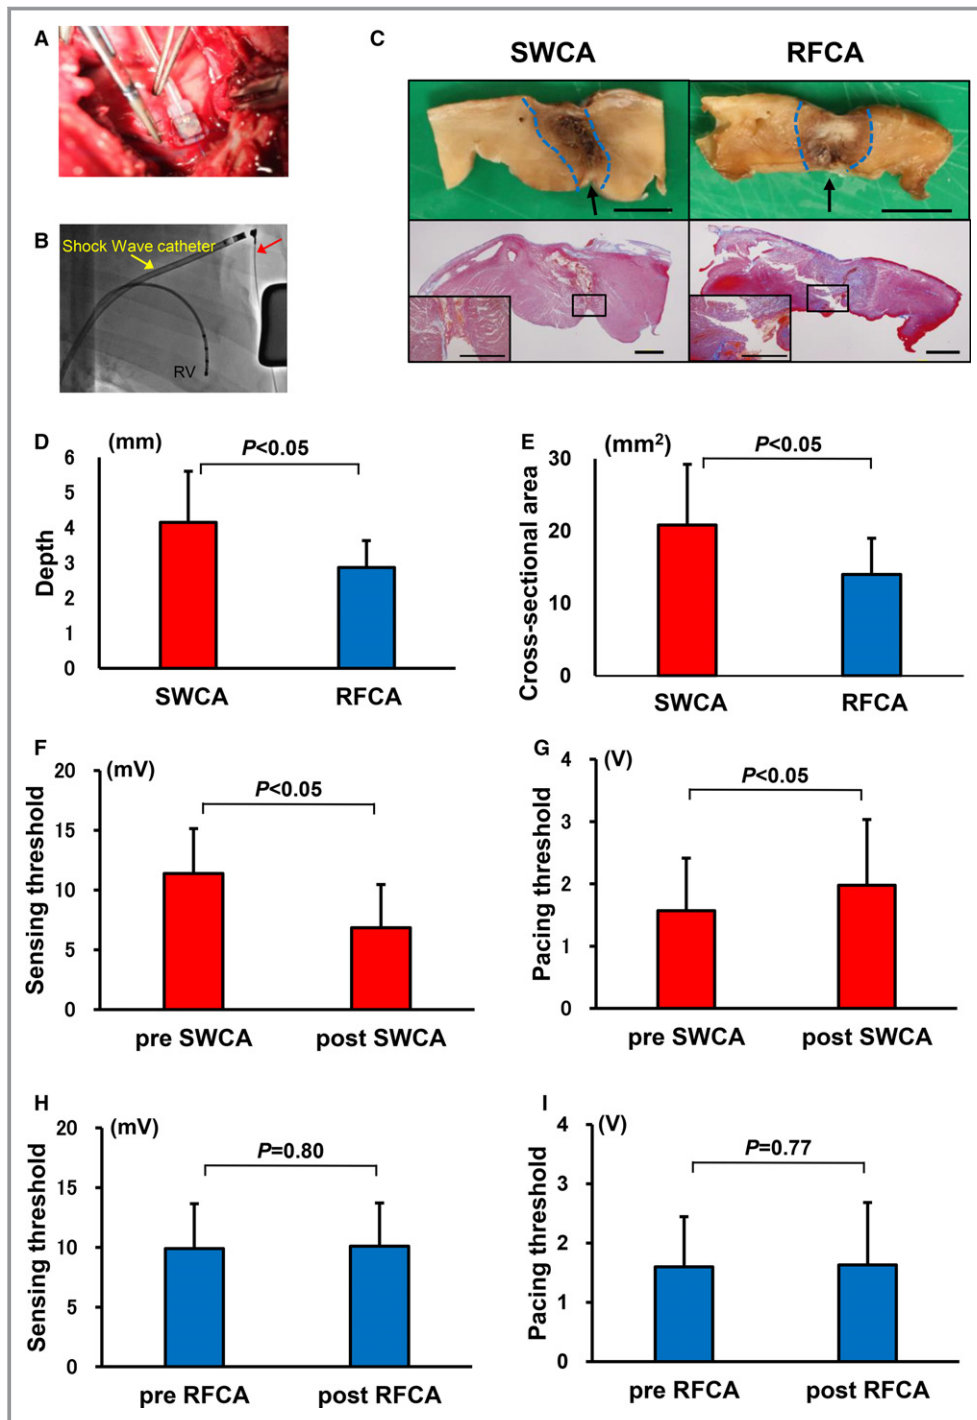 A
B
Shock Wave catheter
RV
C
SWCA
RFCA
D
(mm)
P<0.05
6
5
4
3
2
1
0
Depth
SWCA
RFCA
E
(mm²)
P<0.05
30
20
10
0
Cross-sectional area
SWCA
RFCA
F
(mV)
P<0.05
20
15
10
5
0
Sensing threshold
pre SWCA
post SWCA
G
(V)
P<0.05
4
3
2
1
0
Pacing threshold
pre SWCA
post SWCA
H
(mV)
P=0.80
20
15
10
5
0
Sensing threshold
pre RFCA
post RFCA
I
(V)
P=0.77
4
3
2
1
0
Pacing threshold
pre RFCA
post RFCA